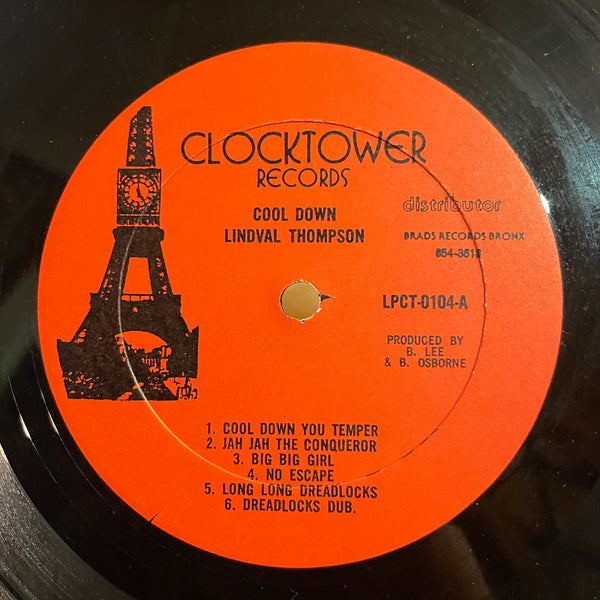 CLOCKTOWER
RECORDS
COOL DOWN
LINDVAL THOMPSON
distributor
BRADS RECORDS BRONX
654-3512
LPCT-0104-A
PRODUCED BY
B. LEE
& B. OSBORNE
1. COOL DOWN YOU TEMPER
2. JAH JAH THE CONQUEROR
3. BIG BIG GIRL
4. NO ESCAPE
5. LONG LONG DREADLOCKS
6. DREADLOCKS DUB.